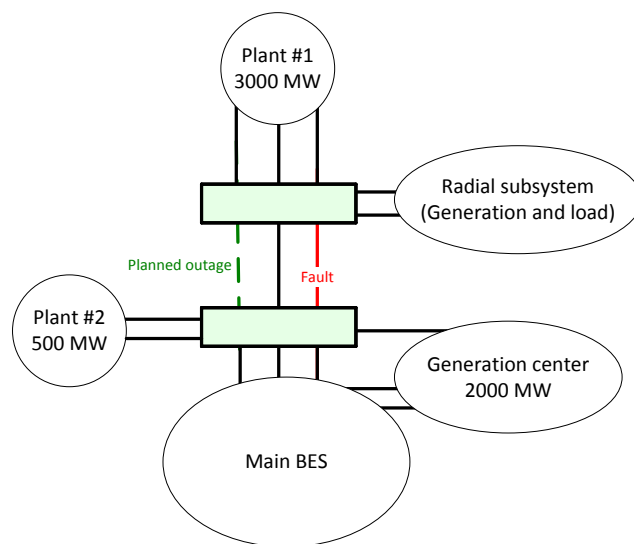 Plant #1
3000 MW
Radial subsystem
(Generation and load)
Planned outage
Fault
Plant #2
500 MW
Generation center
2000 MW
Main BES